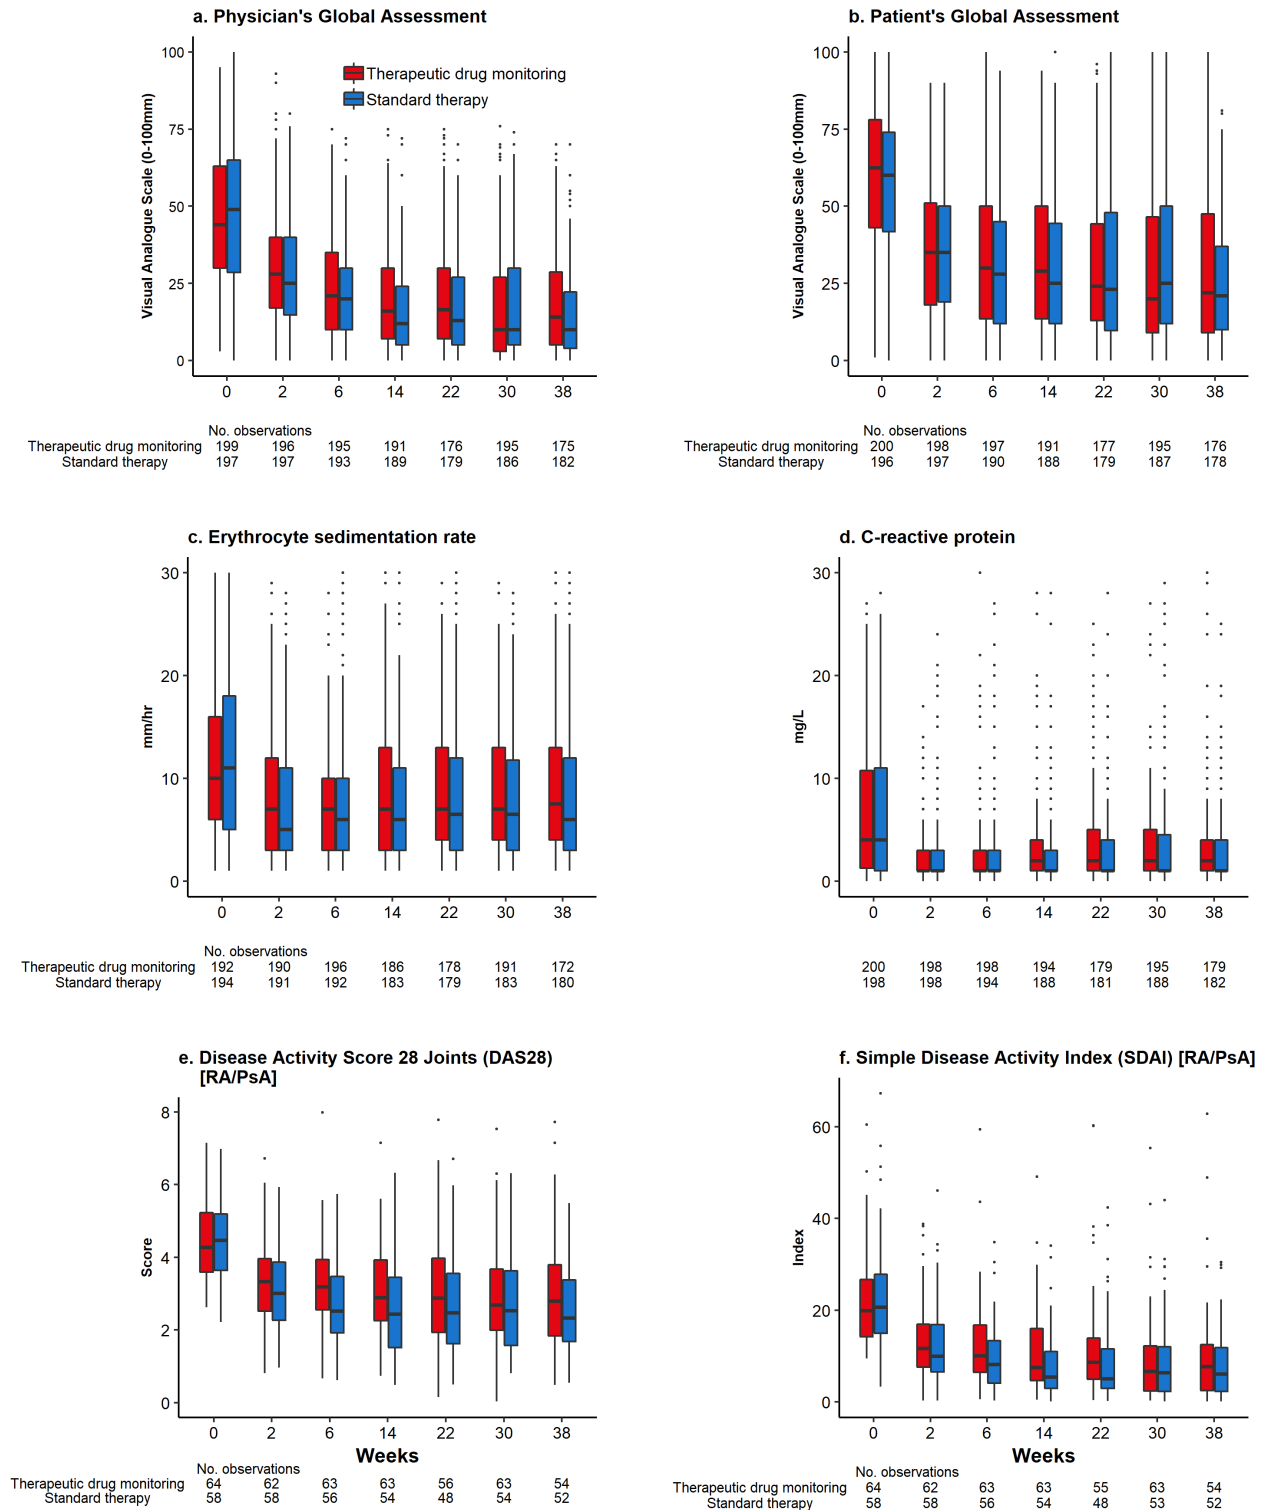 a. Physician's Global Assessment
Visual Analogue Scale (0-100mm)
100
75
50
25
0
Therapeutic drug monitoring
Standard therapy
0 2 6 14 22 30 38
No. observations
Therapeutic drug monitoring 199 196 195 191 176 195 175
Standard therapy 197 197 193 189 179 186 182
b. Patient's Global Assessment
Visual Analogue Scale (0-100mm)
100
75
50
25
0
0 2 6 14 22 30 38
No. observations
Therapeutic drug monitoring 200 198 197 191 177 195 176
Standard therapy 196 197 190 188 179 187 178
c. Erythrocyte sedimentation rate
mm/hr
30
20
10
0
0 2 6 14 22 30 38
No. observations
Therapeutic drug monitoring 192 190 196 186 178 191 172
Standard therapy 194 191 192 183 179 183 180
d. C-reactive protein
mg/L
30
20
10
0
0 2 6 14 22 30 38
200 198 198 194 179 195 179
198 198 194 188 181 188 182
e. Disease Activity Score 28 Joints (DAS28)
[RA/PsA]
Score
8
6
4
2
0
0 2 6 14 22 30 38
Weeks
No. observations
Therapeutic drug monitoring 64 62 63 63 56 63 54
Standard therapy 58 58 56 54 48 54 52
f. Simple Disease Activity Index (SDAI) [RA/PsA]
Index
60
40
20
0
0 2 6 14 22 30 38
Weeks
No. observations
Therapeutic drug monitoring 64 62 63 63 55 63 54
Standard therapy 58 58 56 54 48 53 52